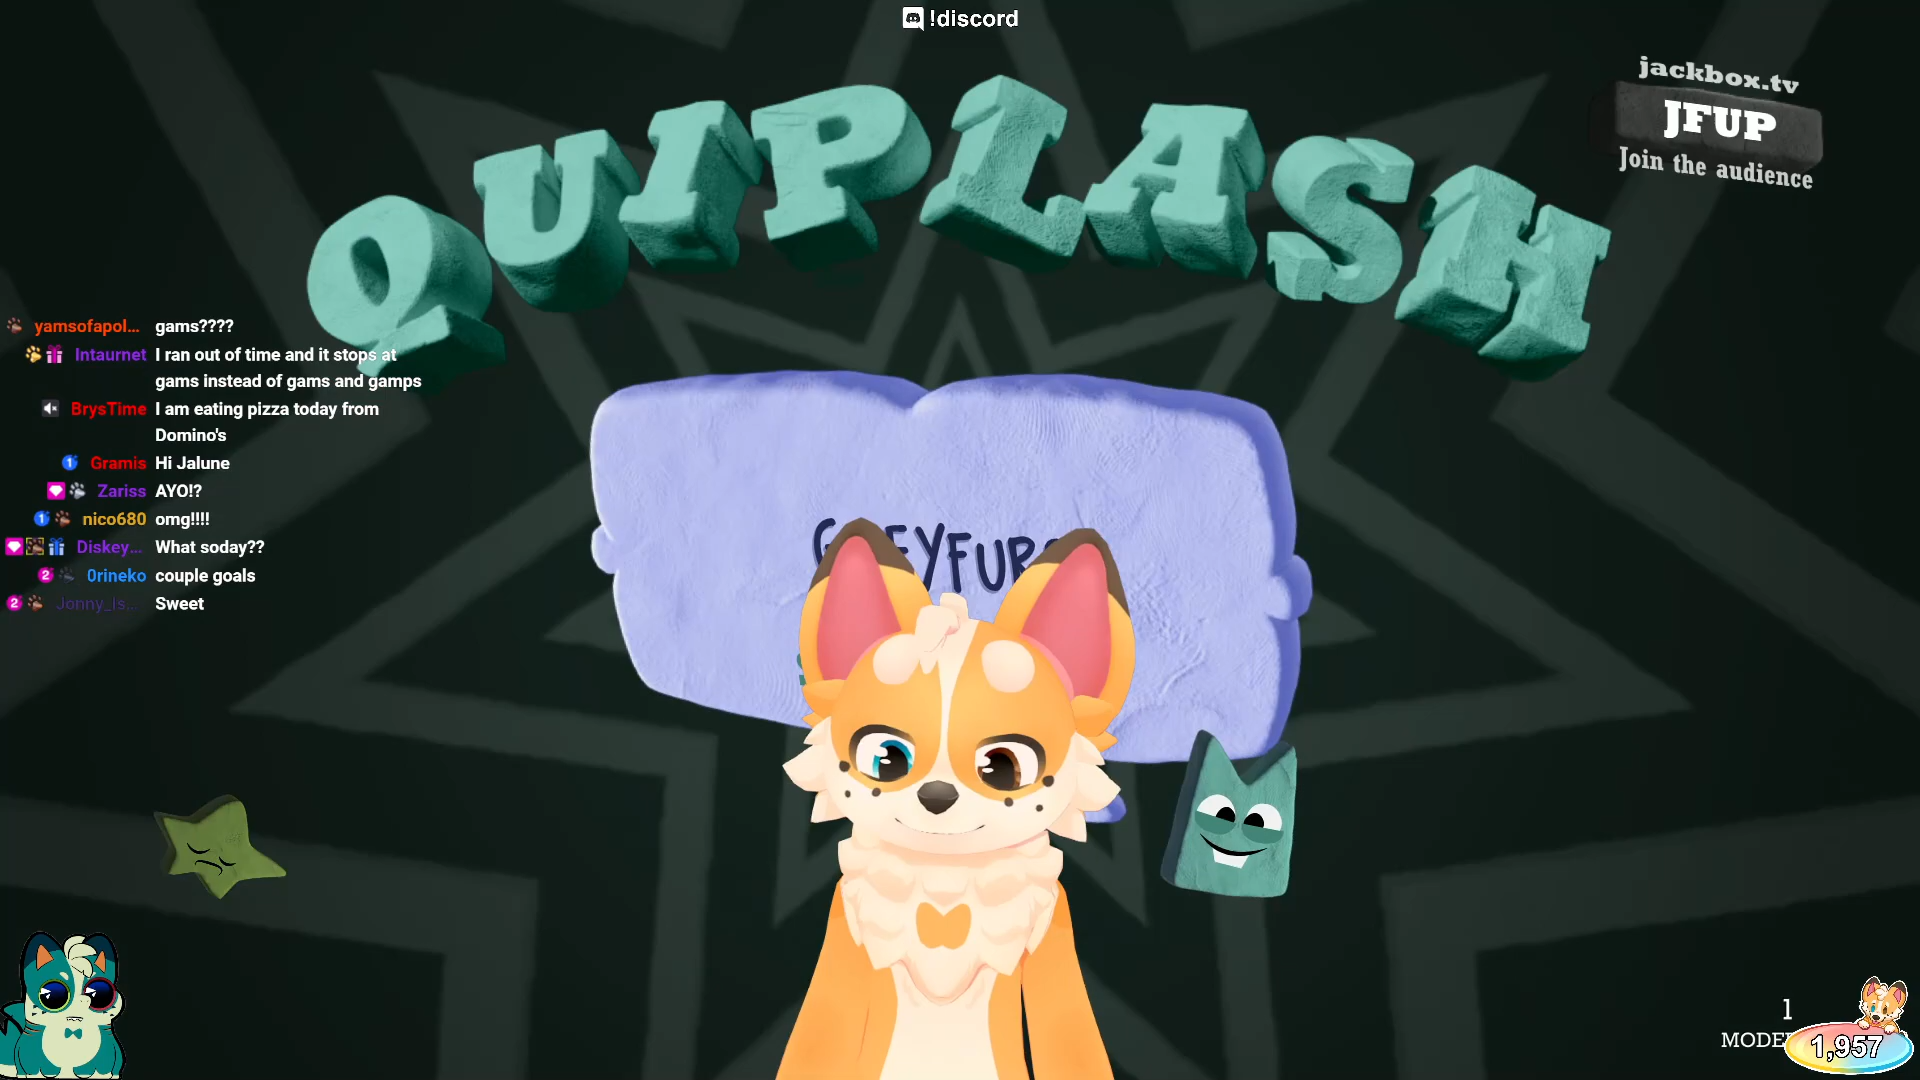 !discord
jackbox.tv
JFUP
Join the audience
QUIPLASH
yamsofapol... gams????
Intaurnet I ran out of time and it stops at
gams instead of gams and gamps
BrysTime I am eating pizza today from
Domino's
Gramis Hi Jalune
Zariss AYO!?
nico680 omg!!!!
Diskey... What soday??
0rineko couple goals
Jonny_is... Sweet
1
1,957